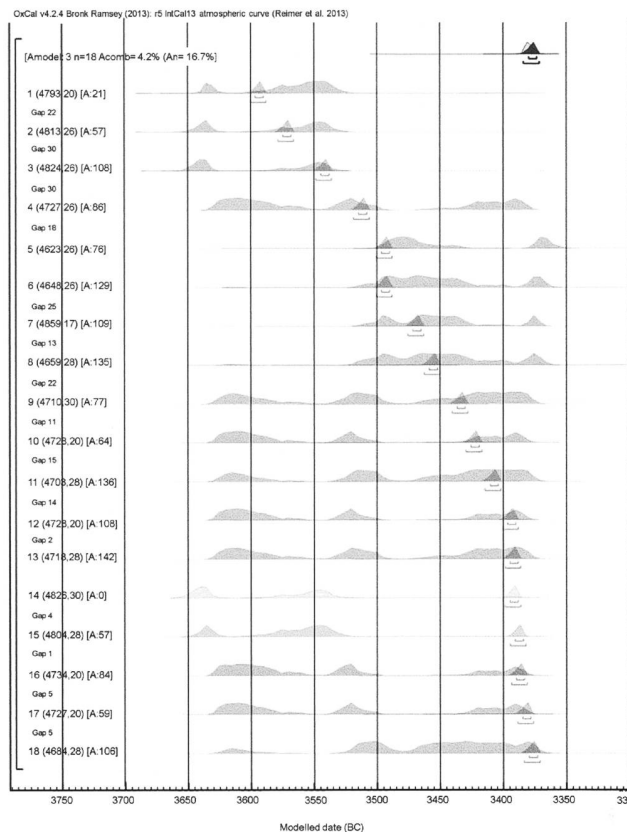 OxCal v4.2.4 Bronk Ramsey (2013): r5 IntCal13 atmospheric curve (Reimer et al. 2013)
[Amodel: 3 n=18 Acomb= 4.2% (An= 16.7%)
1 (4793,20) [A:21]
Gap 22
2 (4813,26) [A:57]
Gap 30
3 (4824,26) [A:108]
Gap 30
4 (4727,26) [A:86]
Gap 18
5 (4623,26) [A:76]
6 (4648,26) [A:129]
Gap 25
7 (4859,17) [A:109]
Gap 13
8 (4659,28) [A:135]
Gap 22
9 (4710,30) [A:77]
Gap 11
10 (4728,20) [A:64]
Gap 15
11 (4703,28) [A:136]
Gap 14
12 (4728,20) [A:108]
Gap 2
13 (4718,28) [A:142]
14 (4826,30) [A:0]
Gap 4
15 (4804,28) [A:57]
Gap 1
16 (4734,20) [A:84]
Gap 5
17 (4727,20) [A:59]
Gap 5
18 (4684,28) [A:106]
3750 3700 3650 3600 3550 3500 3450 3400 3350
Modelled date (BC)